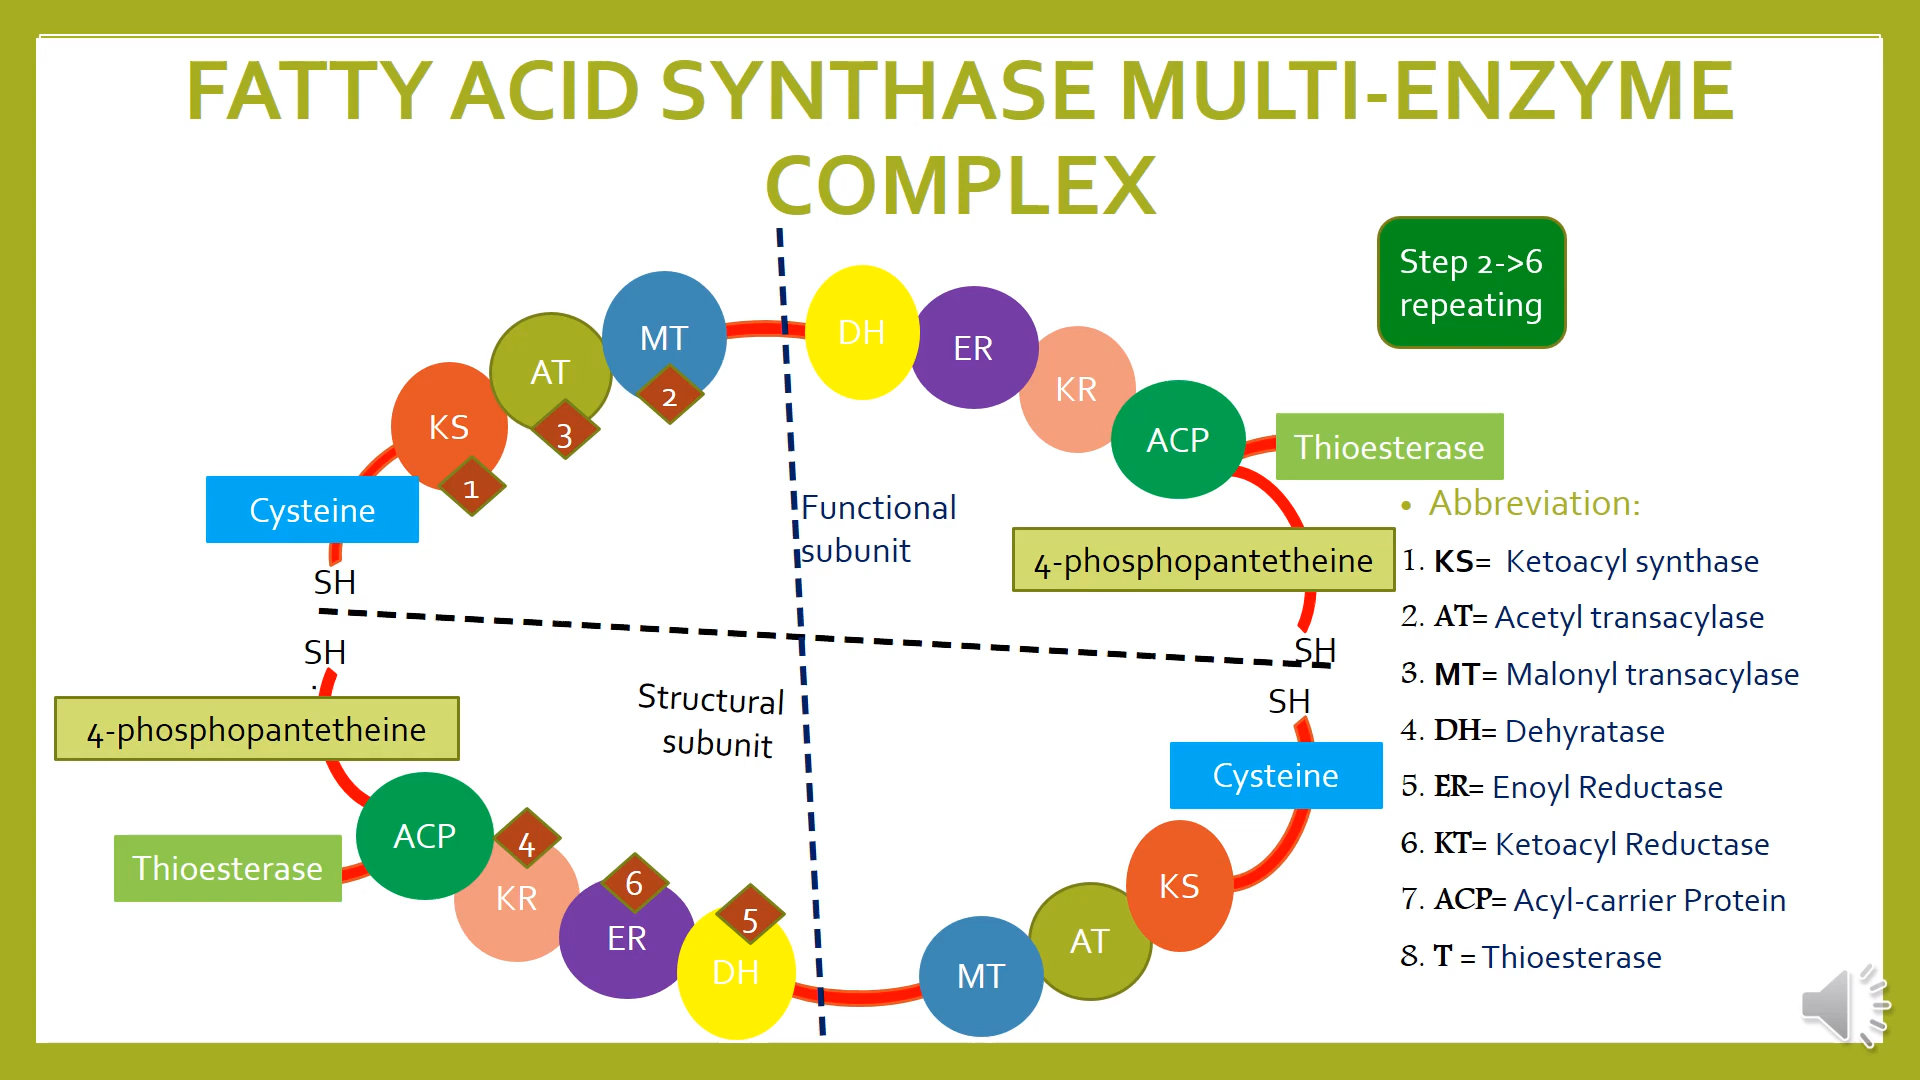 FATTY ACID SYNTHASE MULTI-ENZYME
COMPLEX
Step 2->6
repeating
MT
DH
ER
AT
KR
KS
ACP
2
3
1
Thioesterase
Cysteine
Functional
subunit
4-phosphopantetheine
SH
SH
SH
SH
Structural
subunit
4-phosphopantetheine
Cysteine
ACP
4
Thioesterase
KR
6
ER
5
DH
KS
AT
MT
• Abbreviation:
1. KS= Ketoacyl synthase
2. AT= Acetyl transacylase
3. MT= Malonyl transacylase
4. DH= Dehyratase
5. ER= Enoyl Reductase
6. KT= Ketoacyl Reductase
7. ACP= Acyl-carrier Protein
8. T = Thioesterase